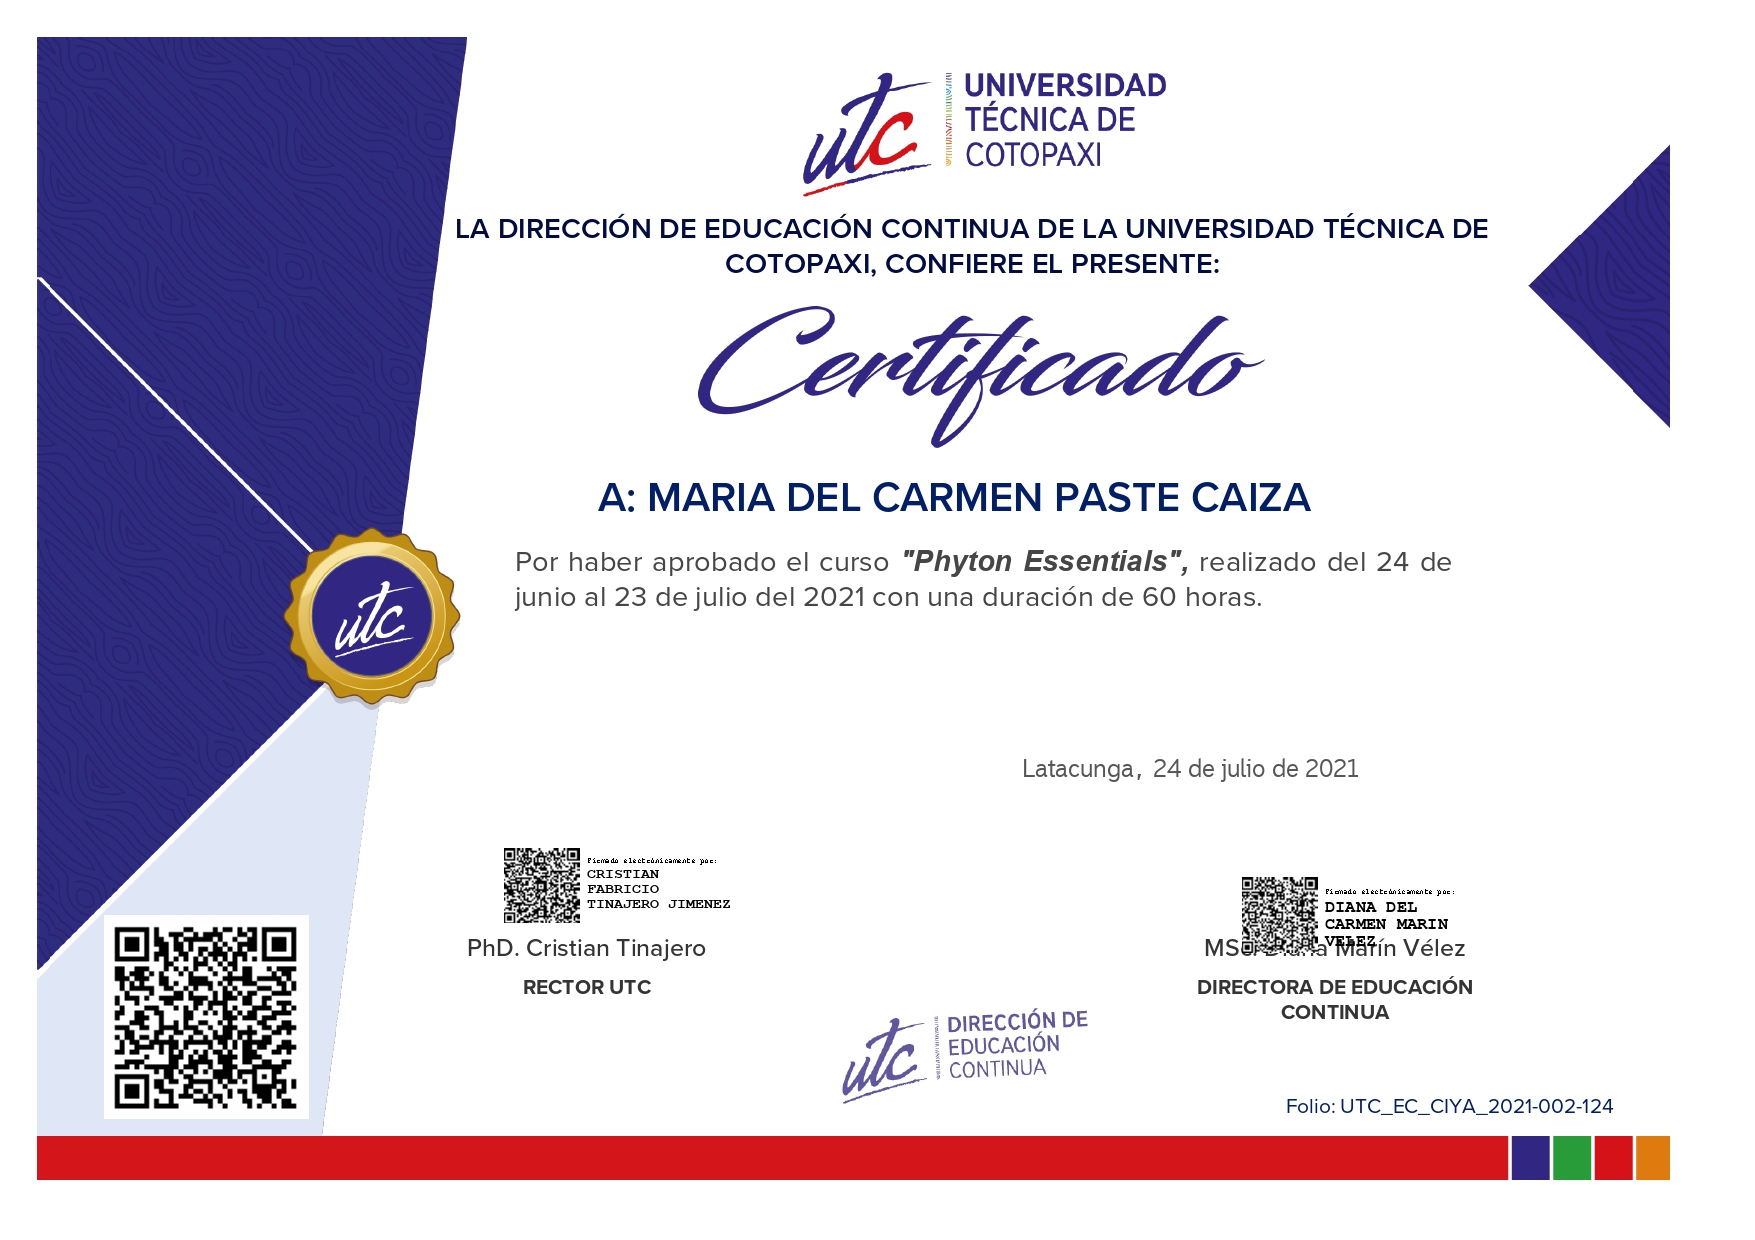 utc UNIVERSIDAD
TÉCNICA DE
COTOPAXI
LA DIRECCIÓN DE EDUCACIÓN CONTINUA DE LA UNIVERSIDAD TÉCNICA DE
COTOPAXI, CONFIERE EL PRESENTE:
Certificado
A: MARIA DEL CARMEN PASTE CAIZA
Por haber aprobado el curso "Phyton Essentials", realizado del 24 de
junio al 23 de julio del 2021 con una duración de 60 horas.
utc
Latacunga, 24 de julio de 2021
Firmado electrónicamente por:
CRISTIAN
FABRICIO
TINAJERO JIMENEZ
PhD. Cristian Tinajero
RECTOR UTC
Firmado electrónicamente por:
DIANA DEL
CARMEN MARIN
VELEZ
MSc. Diana Marín Vélez
DIRECTORA DE EDUCACIÓN
CONTINUA
utc DIRECCIÓN DE
EDUCACIÓN
CONTINUA
Folio: UTC_EC_CIYA_2021-002-124